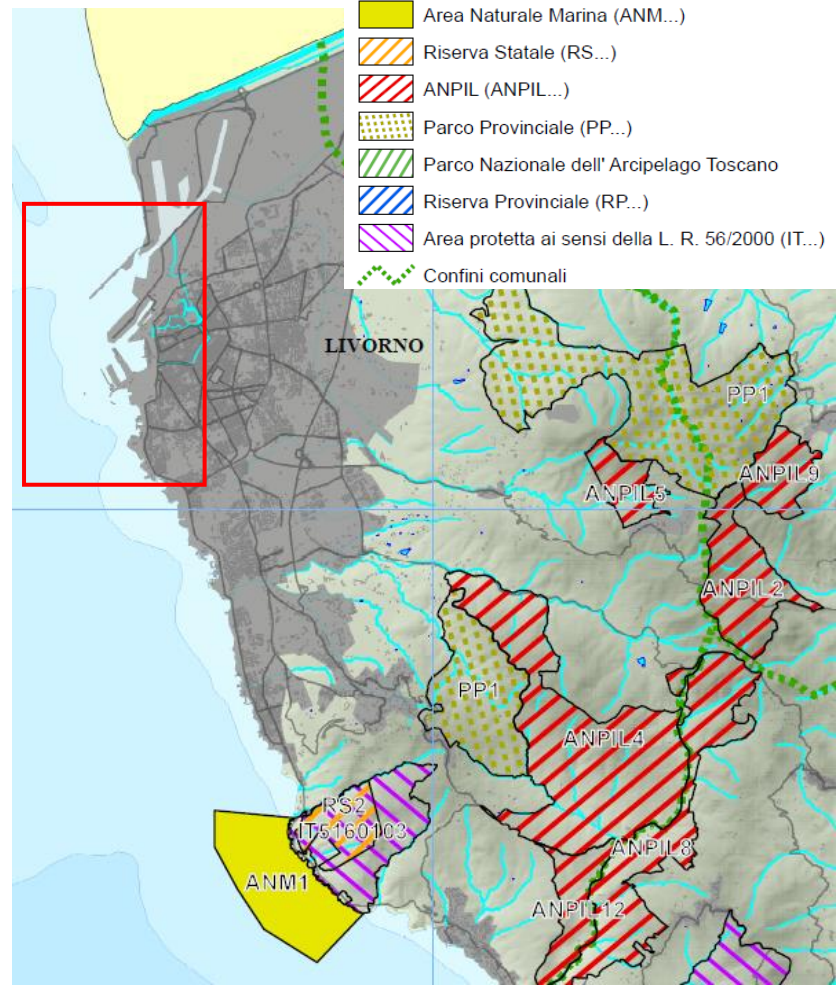 Area Naturale Marina (ANM...)
Riserva Statale (RS...)
ANPIL (ANPIL...)
Parco Provinciale (PP...)
Parco Nazionale dell' Arcipelago Toscano
Riserva Provinciale (RP...)
Area protetta ai sensi della L. R. 56/2000 (IT...)
Confini comunali
LIVORNO
PP1
ANPIL9
ANPIL5
ANPIL2
PP1
ANPIL4
RS2
IT5160103
ANPIL8
ANM1
ANPIL12